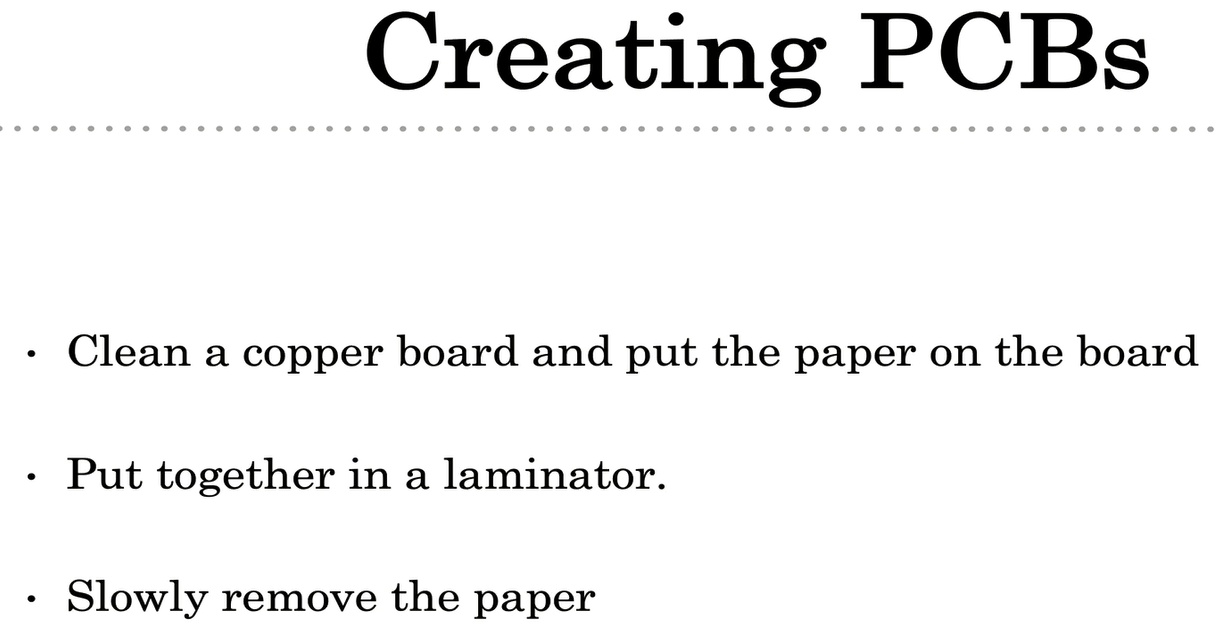 Creating PCBs
• Clean a copper board and put the paper on the board
• Put together in a laminator.
• Slowly remove the paper